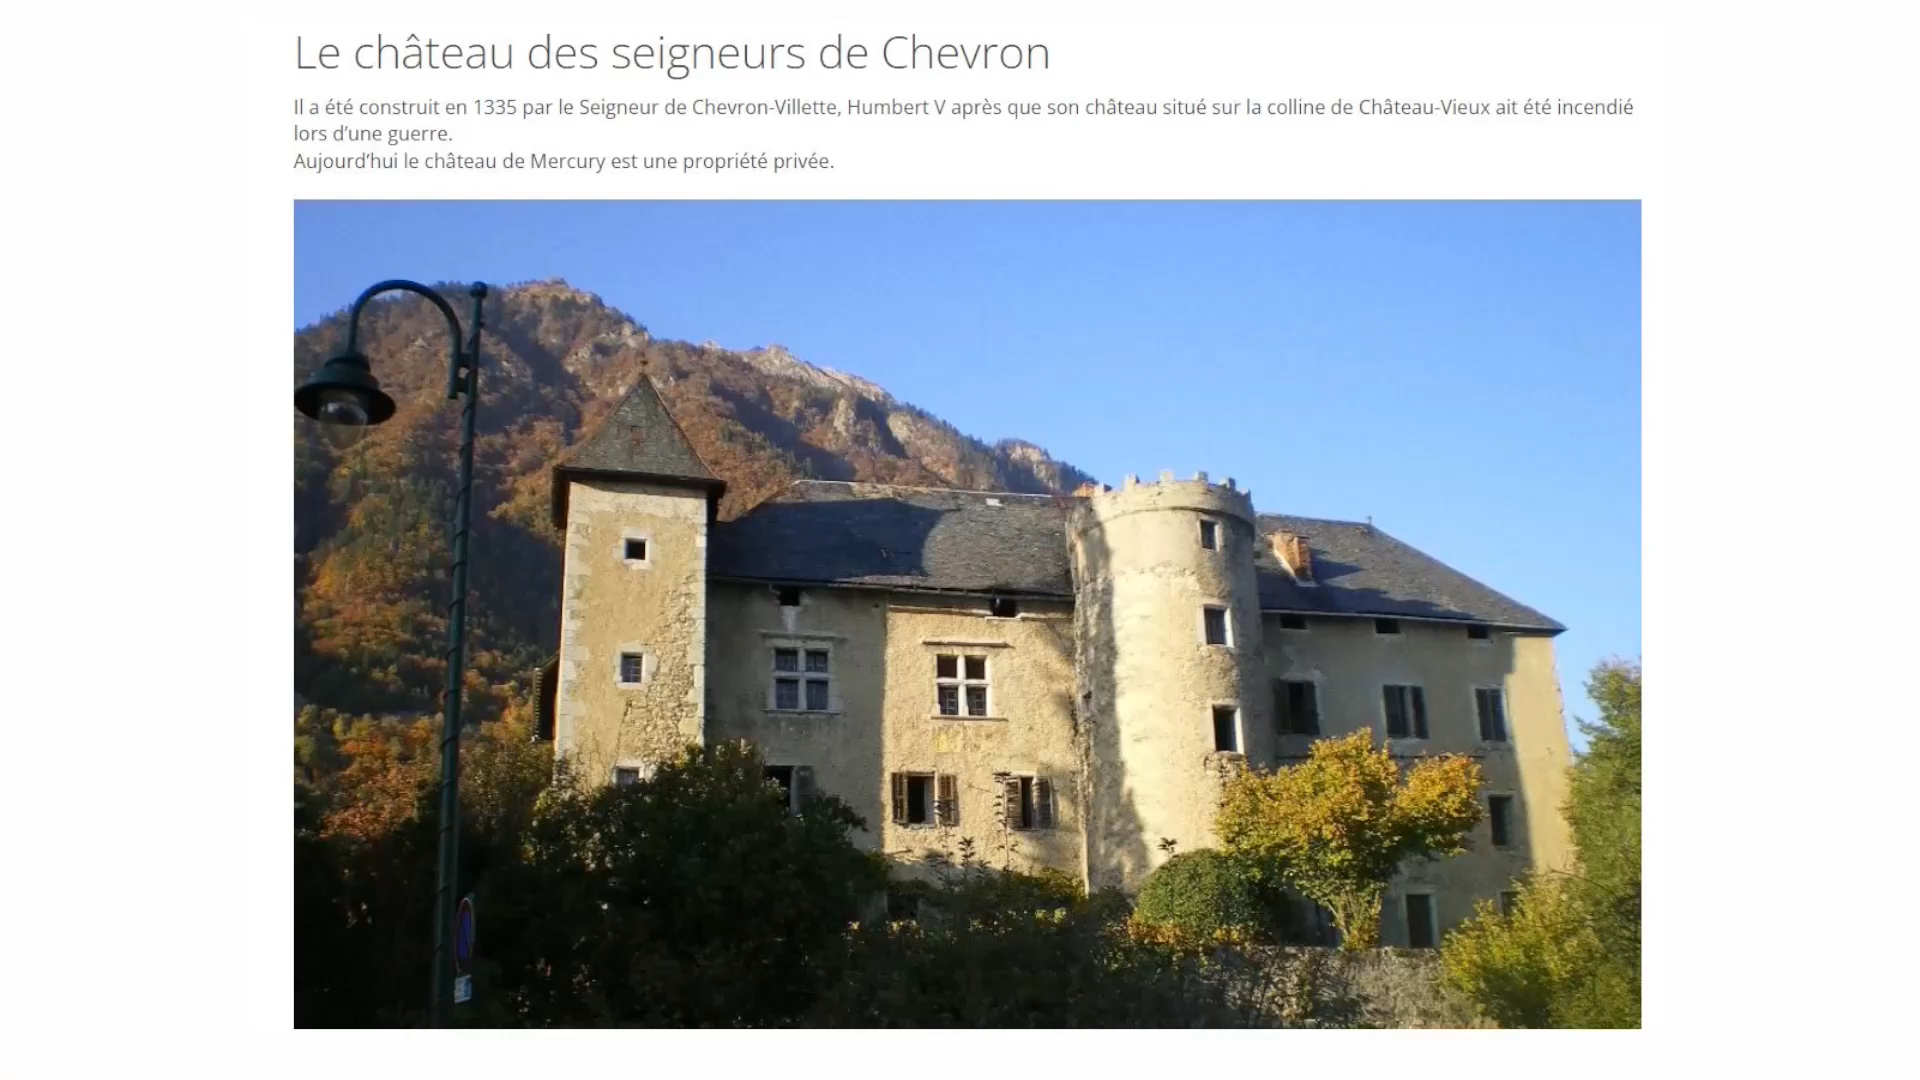 Le château des seigneurs de Chevron
Il a été construit en 1335 par le Seigneur de Chevron-Villette, Humbert V après que son château situé sur la colline de Château-Vieux ait été incendié
lors d’une guerre.
Aujourd’hui le château de Mercury est une propriété privée.